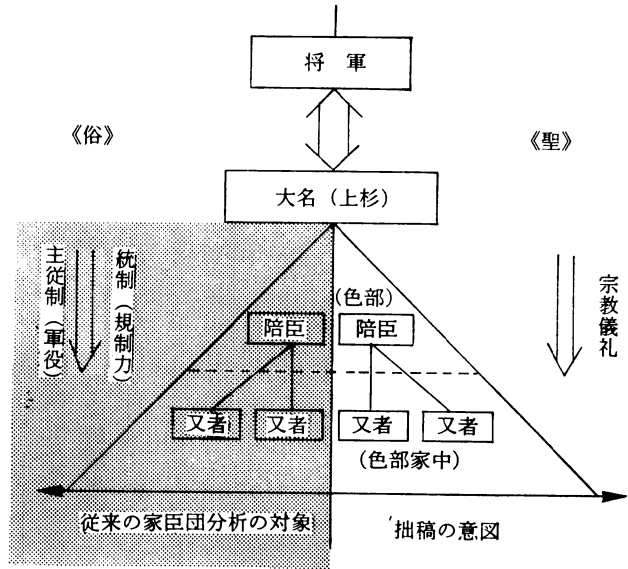 将 軍
《俗》
《聖》
大名（上杉）
主従制（軍役）
統制（規制力）
宗教儀礼
（色部）
陪臣
陪臣
又者
又者
又者
又者
（色部家中）
従来の家臣団分析の対象
拙稿の意図